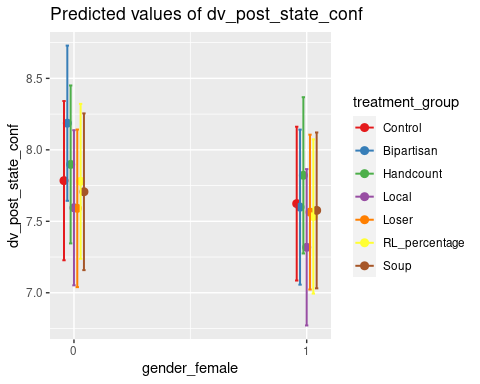 Predicted values of dv_post_state_conf
8.5
8.0
7.5
7.0
dv_post_state_conf
0
1
gender_female
treatment_group
Control
Bipartisan
Handcount
Local
Loser
RL_percentage
Soup